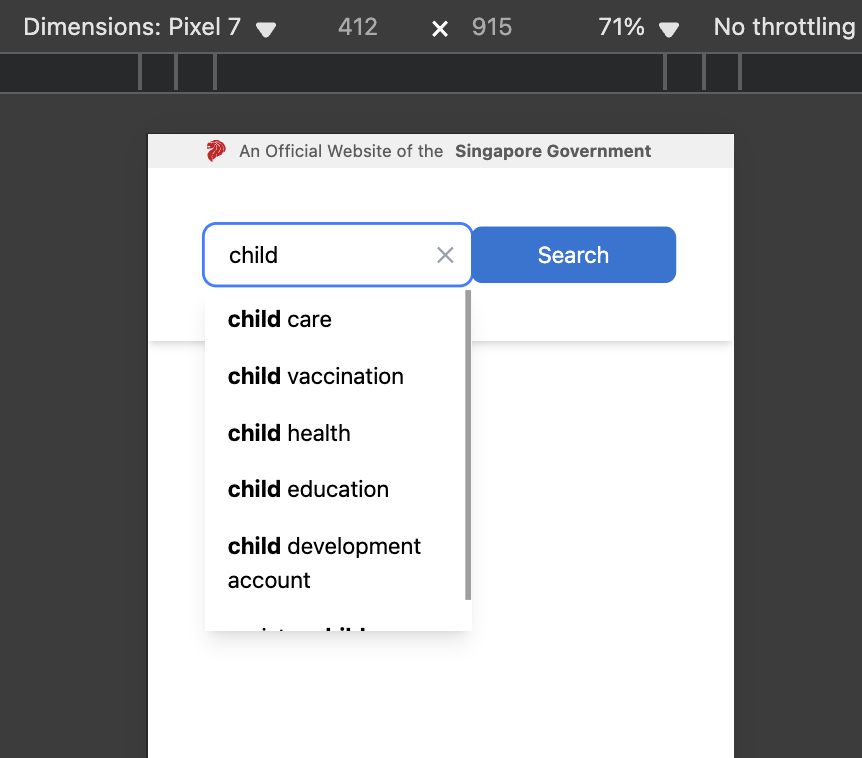 Dimensions: Pixel 7 412 × 915 71% No throttling
An Official Website of the Singapore Government
child Search
child care
child vaccination
child health
child education
child development
account
child